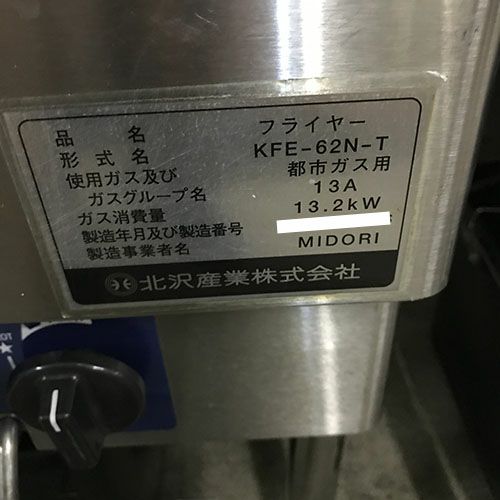 品名 フライヤー
形式名 KFE-62N-T
使用ガス及び 都市ガス用
ガスグループ名 13A
ガス消費量 13.2kW
製造年月及び製造番号
製造事業者名 MIDORI
北沢産業株式会社